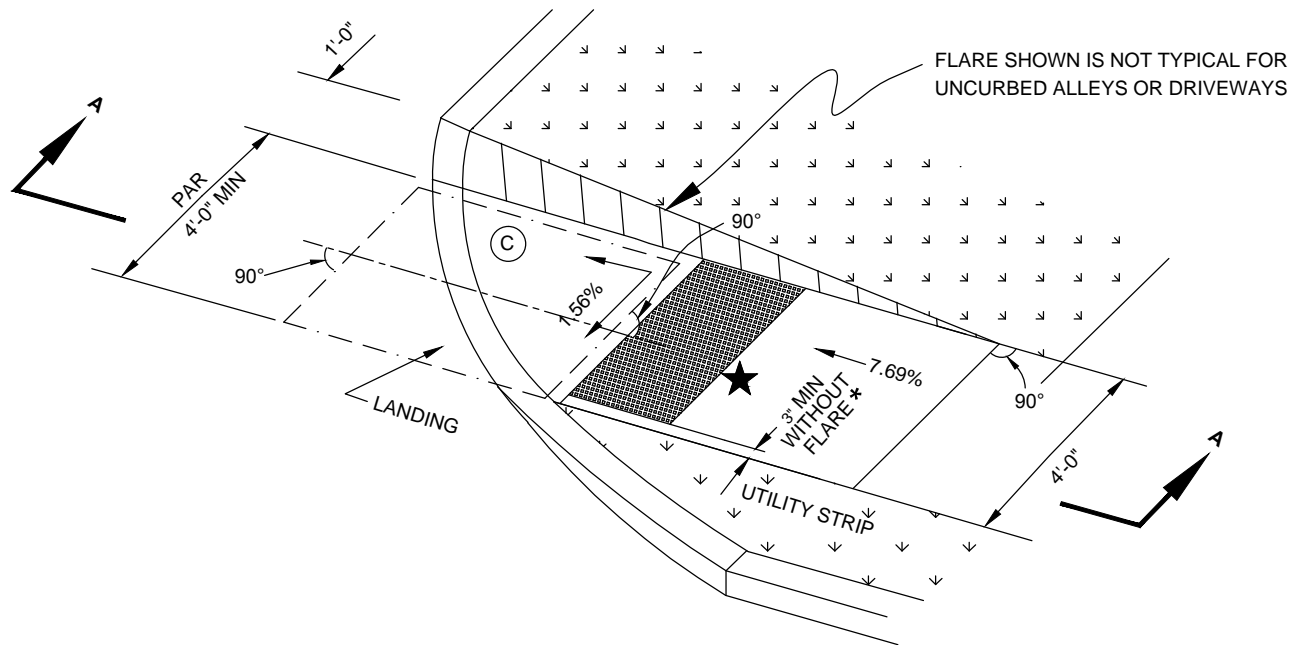 1'-0"
FLARE SHOWN IS NOT TYPICAL FOR
UNCURBED ALLEYS OR DRIVEWAYS
A
PAR
4'-0" MIN
90°
C
90°
1.56%
7.69%
3" MIN
WITHOUT
FLARE *
90°
LANDING
4'-0"
A
UTILITY STRIP